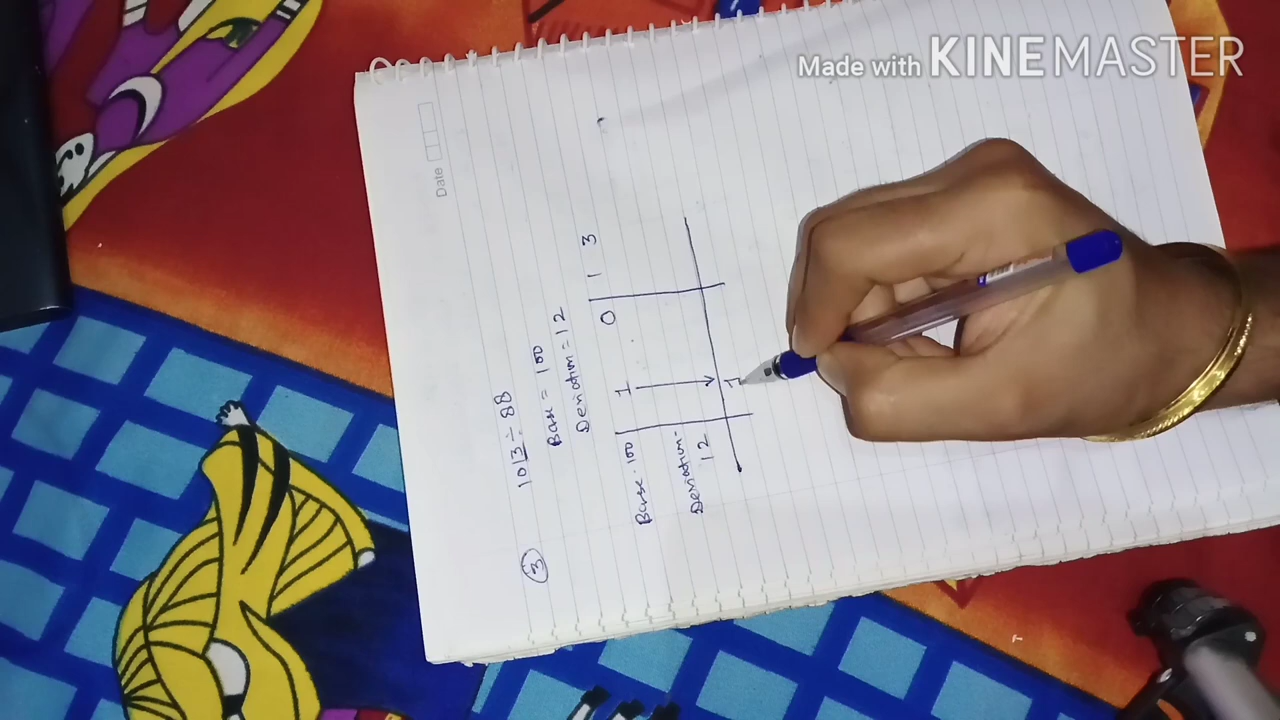 Made with KINEMASTER
Date
③ 1013 ÷ 88
Base = 100
Deviation = 12
Base - 100 1 0 1 3
Deviation -
12
1